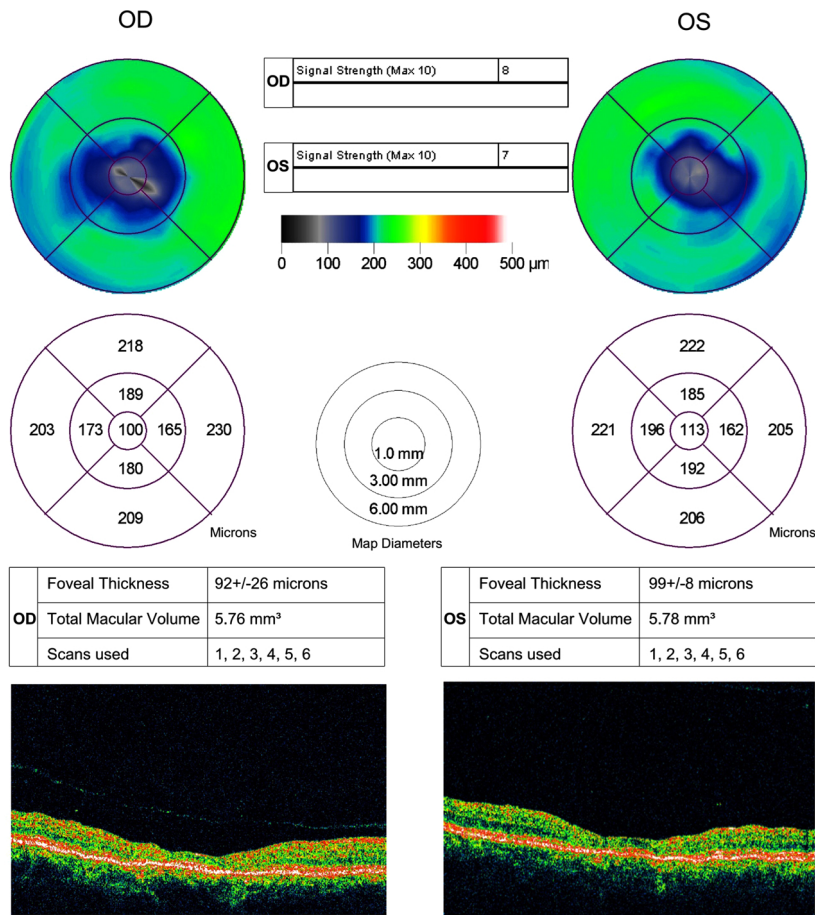 OD
OS
OD Signal Strength (Max 10) 8
OS Signal Strength (Max 10) 7
0 100 200 300 400 500 µm
218
189
203 173 100 165 230
180
209
Microns
1.0 mm
3.00 mm
6.00 mm
Map Diameters
222
185
221 196 113 162 205
192
206
Microns
OD
Foveal Thickness 92+/-26 microns
Total Macular Volume 5.76 mm³
Scans used 1, 2, 3, 4, 5, 6
OS
Foveal Thickness 99+/-8 microns
Total Macular Volume 5.78 mm³
Scans used 1, 2, 3, 4, 5, 6